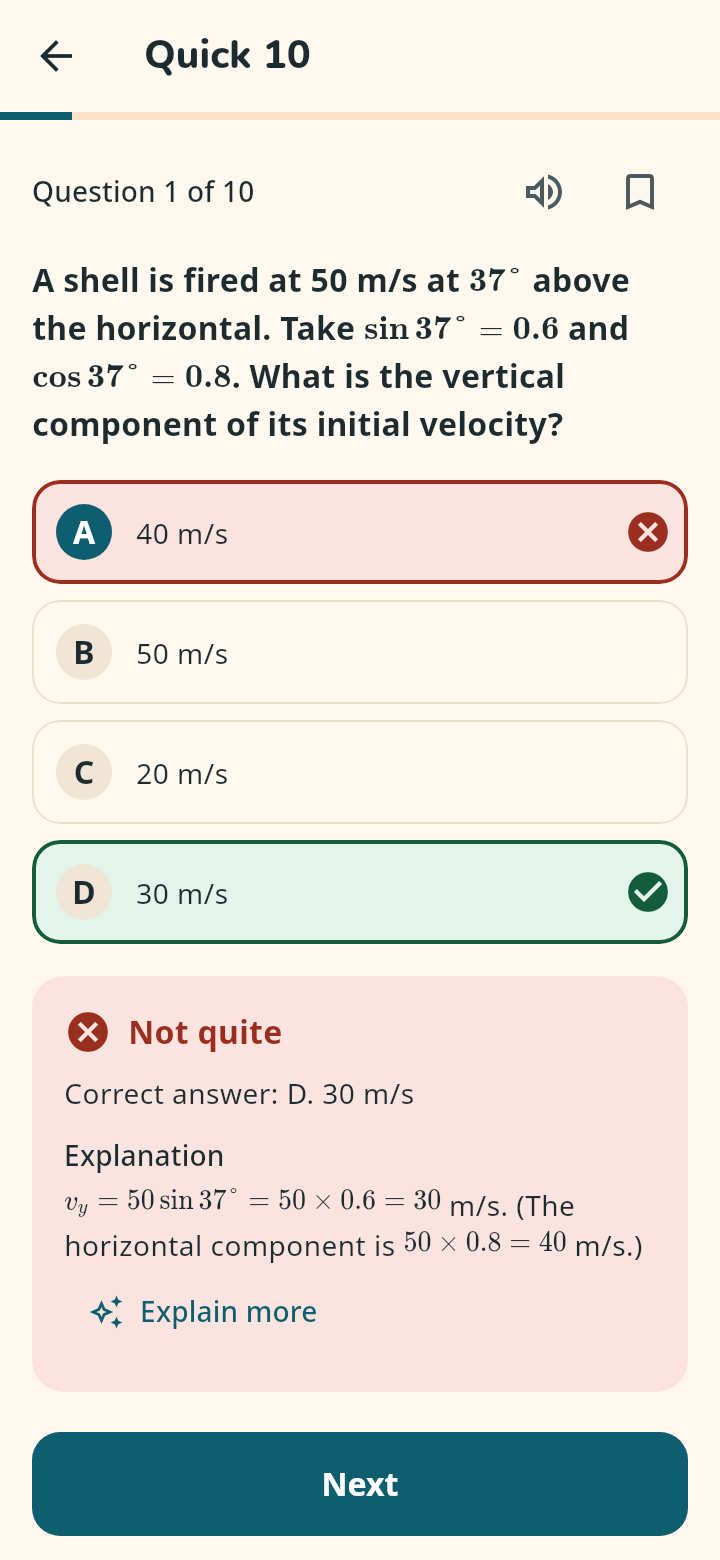 Quick 10
Question 1 of 10
A shell is fired at 50 m/s at 37° above
the horizontal. Take sin 37° = 0.6 and
cos 37° = 0.8. What is the vertical
component of its initial velocity?
A 40 m/s
B 50 m/s
C 20 m/s
D 30 m/s
Not quite
Correct answer: D. 30 m/s
Explanation
v_y = 50 sin 37° = 50 × 0.6 = 30 m/s. (The
horizontal component is 50 × 0.8 = 40 m/s.)
Explain more
Next